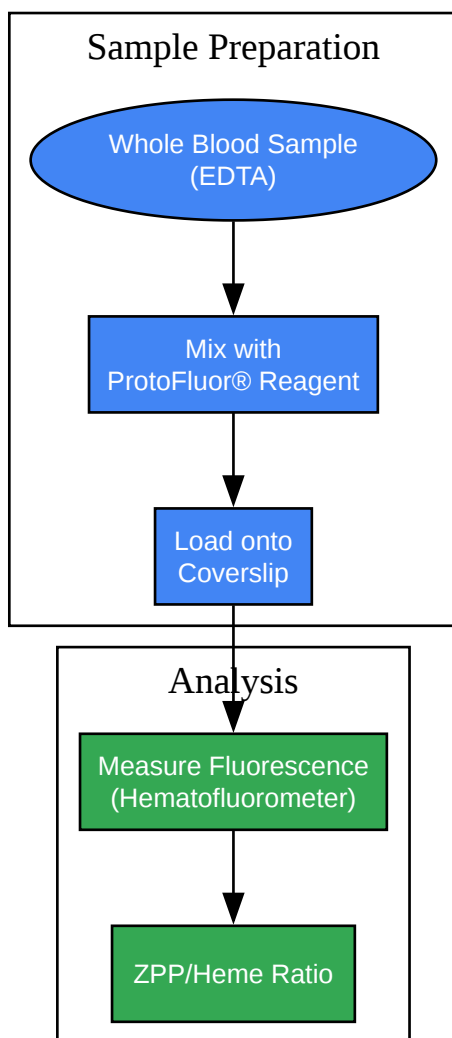 Sample Preparation
Whole Blood Sample
(EDTA)
Mix with
ProtoFluor® Reagent
Load onto
Coverslip
Analysis
Measure Fluorescence
(Hematofluorometer)
ZPP/Heme Ratio